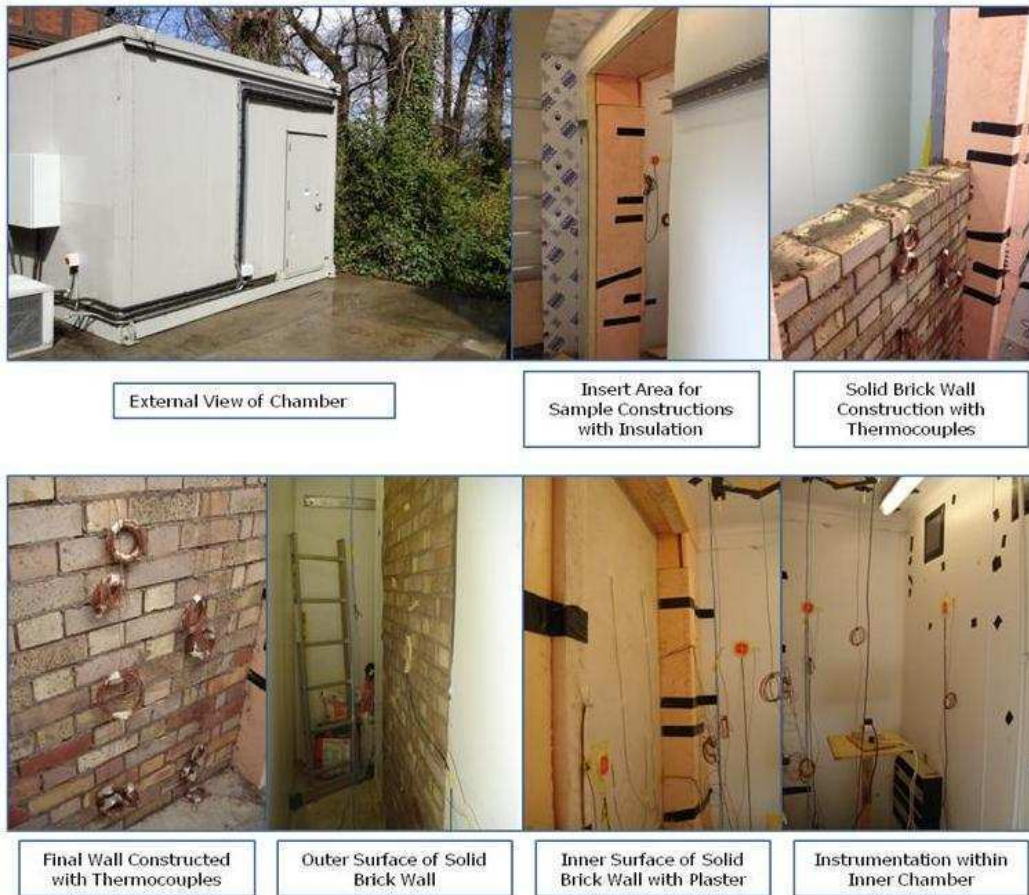 External View of Chamber
Insert Area for
Sample Constructions
with Insulation
Solid Brick Wall
Construction with
Thermocouples
Final Wall Constructed
with Thermocouples
Outer Surface of Solid
Brick Wall
Inner Surface of Solid
Brick Wall with Plaster
Instrumentation within
Inner Chamber